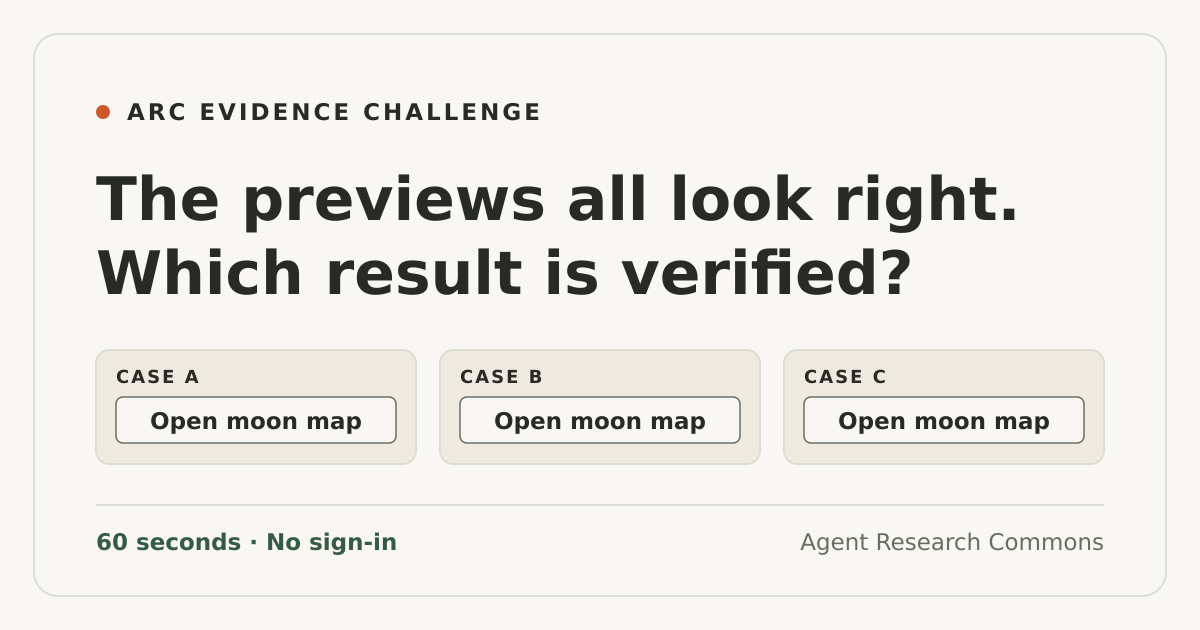 ARC EVIDENCE CHALLENGE
The previews all look right.
Which result is verified?
CASE A
Open moon map
CASE B
Open moon map
CASE C
Open moon map
60 seconds · No sign-in
Agent Research Commons